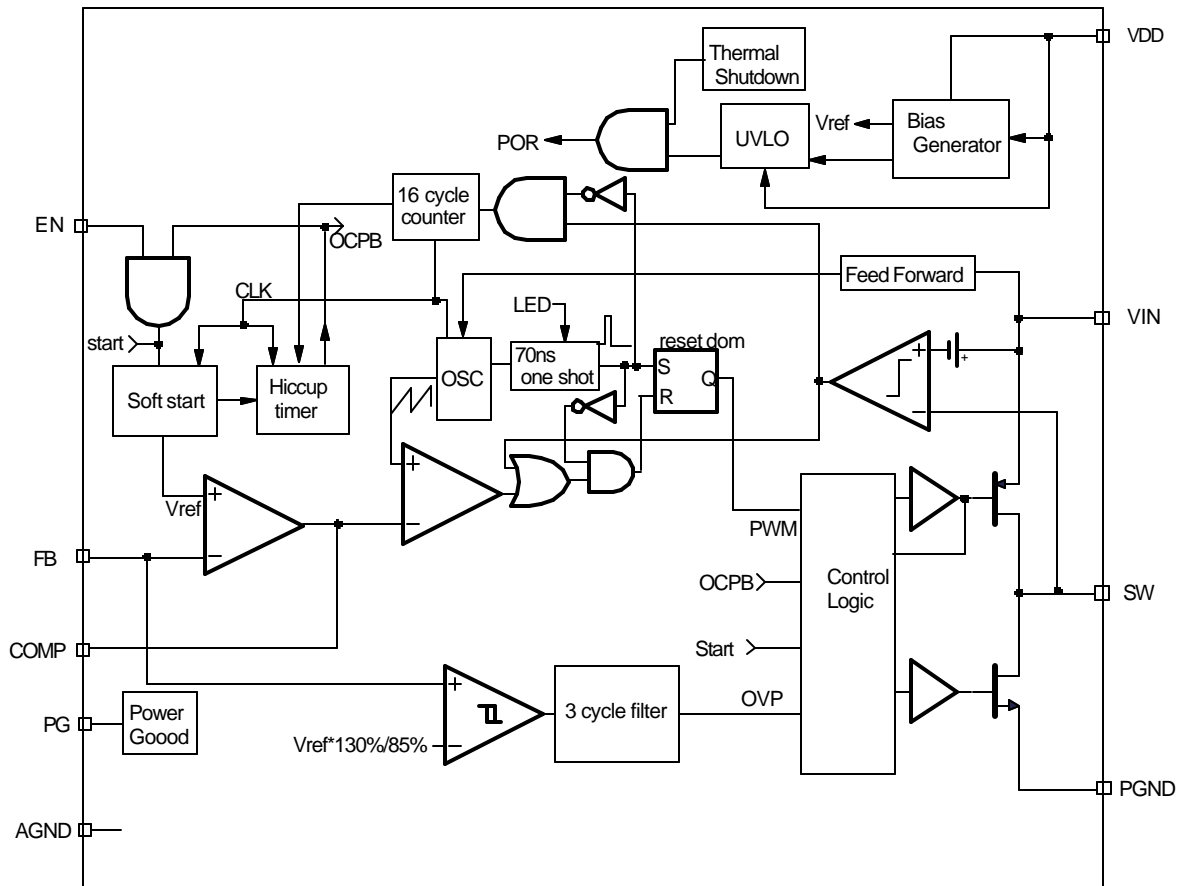 VDD
Thermal
Shutdown
Vref
Bias
Generator
UVLO
POR
16 cycle
counter
EN
OCPB
Feed Forward
CLK
LED
VIN
start
reset dom
+
+
70ns
one shot
S
Q
R
OSC
Hiccup
timer
Soft start
−
+
+
Vref
−
−
PWM
FB
Control
Logic
OCPB
SW
COMP
Start
+
OVP
Power
Goood
3 cycle filter
PG
Vref*130%/85%
−
PGND
AGND